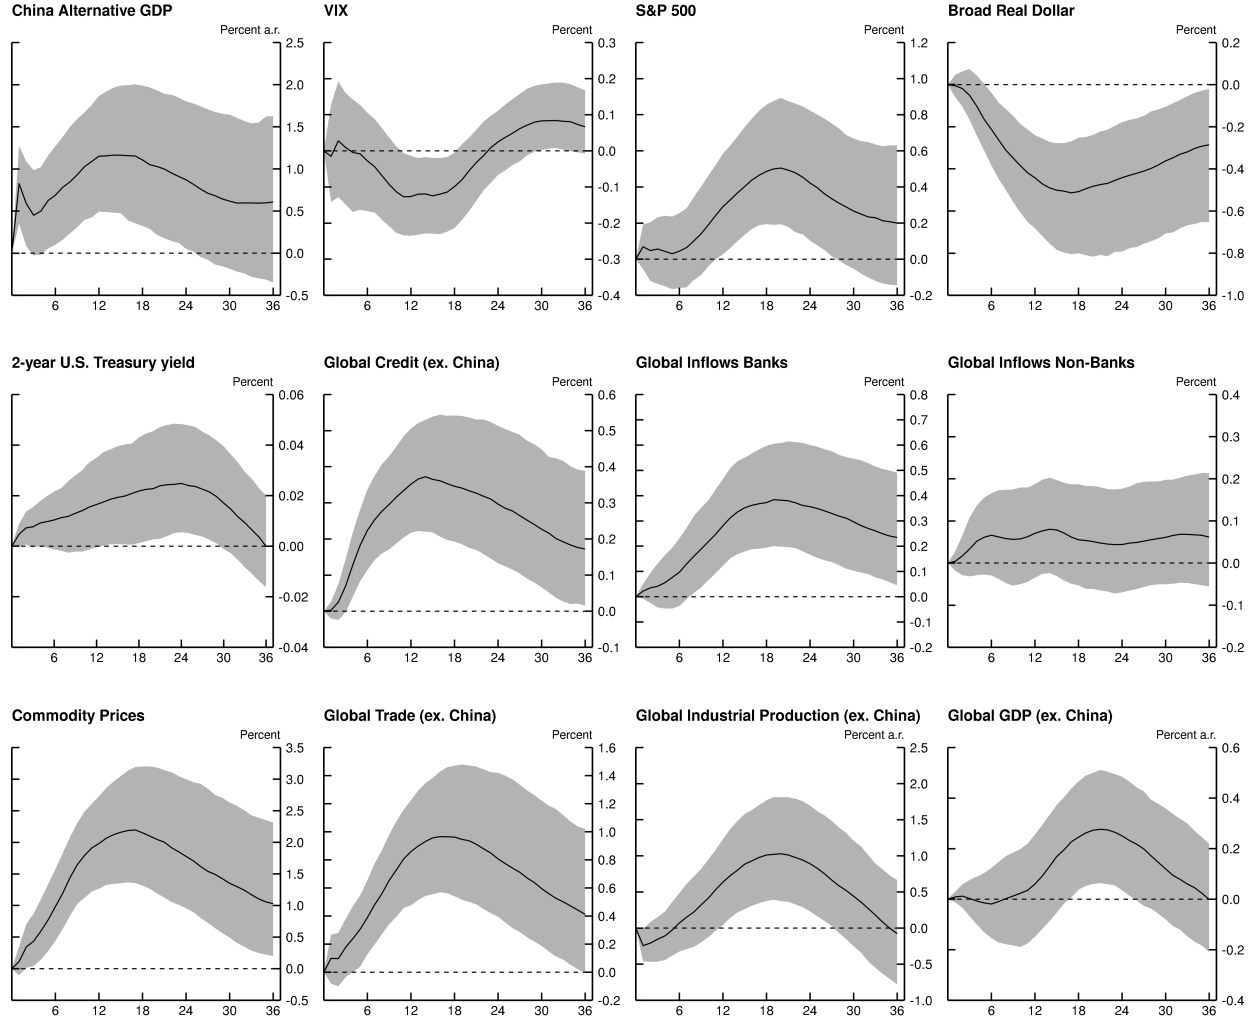 China Alternative GDP
Percent a.r.
2.5
2.0
1.5
1.0
0.5
0.0
-0.5
6 12 18 24 30 36
VIX
Percent
0.3
0.2
0.1
0.0
-0.1
-0.2
-0.3
-0.4
6 12 18 24 30 36
S&P 500
Percent
1.2
1.0
0.8
0.6
0.4
0.2
0.0
-0.2
6 12 18 24 30 36
Broad Real Dollar
Percent
0.2
0.0
-0.2
-0.4
-0.6
-0.8
-1.0
6 12 18 24 30 36
2-year U.S. Treasury yield
Percent
0.06
0.04
0.02
0.00
-0.02
-0.04
6 12 18 24 30 36
Global Credit (ex. China)
Percent
0.6
0.5
0.4
0.3
0.2
0.1
0.0
-0.1
6 12 18 24 30 36
Global Inflows Banks
Percent
0.8
0.7
0.6
0.5
0.4
0.3
0.2
0.1
0.0
-0.1
-0.2
6 12 18 24 30 36
Global Inflows Non-Banks
Percent
0.4
0.3
0.2
0.1
0.0
-0.1
-0.2
6 12 18 24 30 36
Commodity Prices
Percent
3.5
3.0
2.5
2.0
1.5
1.0
0.5
0.0
-0.5
6 12 18 24 30 36
Global Trade (ex. China)
Percent
1.6
1.4
1.2
1.0
0.8
0.6
0.4
0.2
0.0
-0.2
6 12 18 24 30 36
Global Industrial Production (ex. China)
Percent a.r.
2.5
2.0
1.5
1.0
0.5
0.0
-0.5
-1.0
6 12 18 24 30 36
Global GDP (ex. China)
Percent a.r.
0.6
0.4
0.2
0.0
-0.2
-0.4
6 12 18 24 30 36